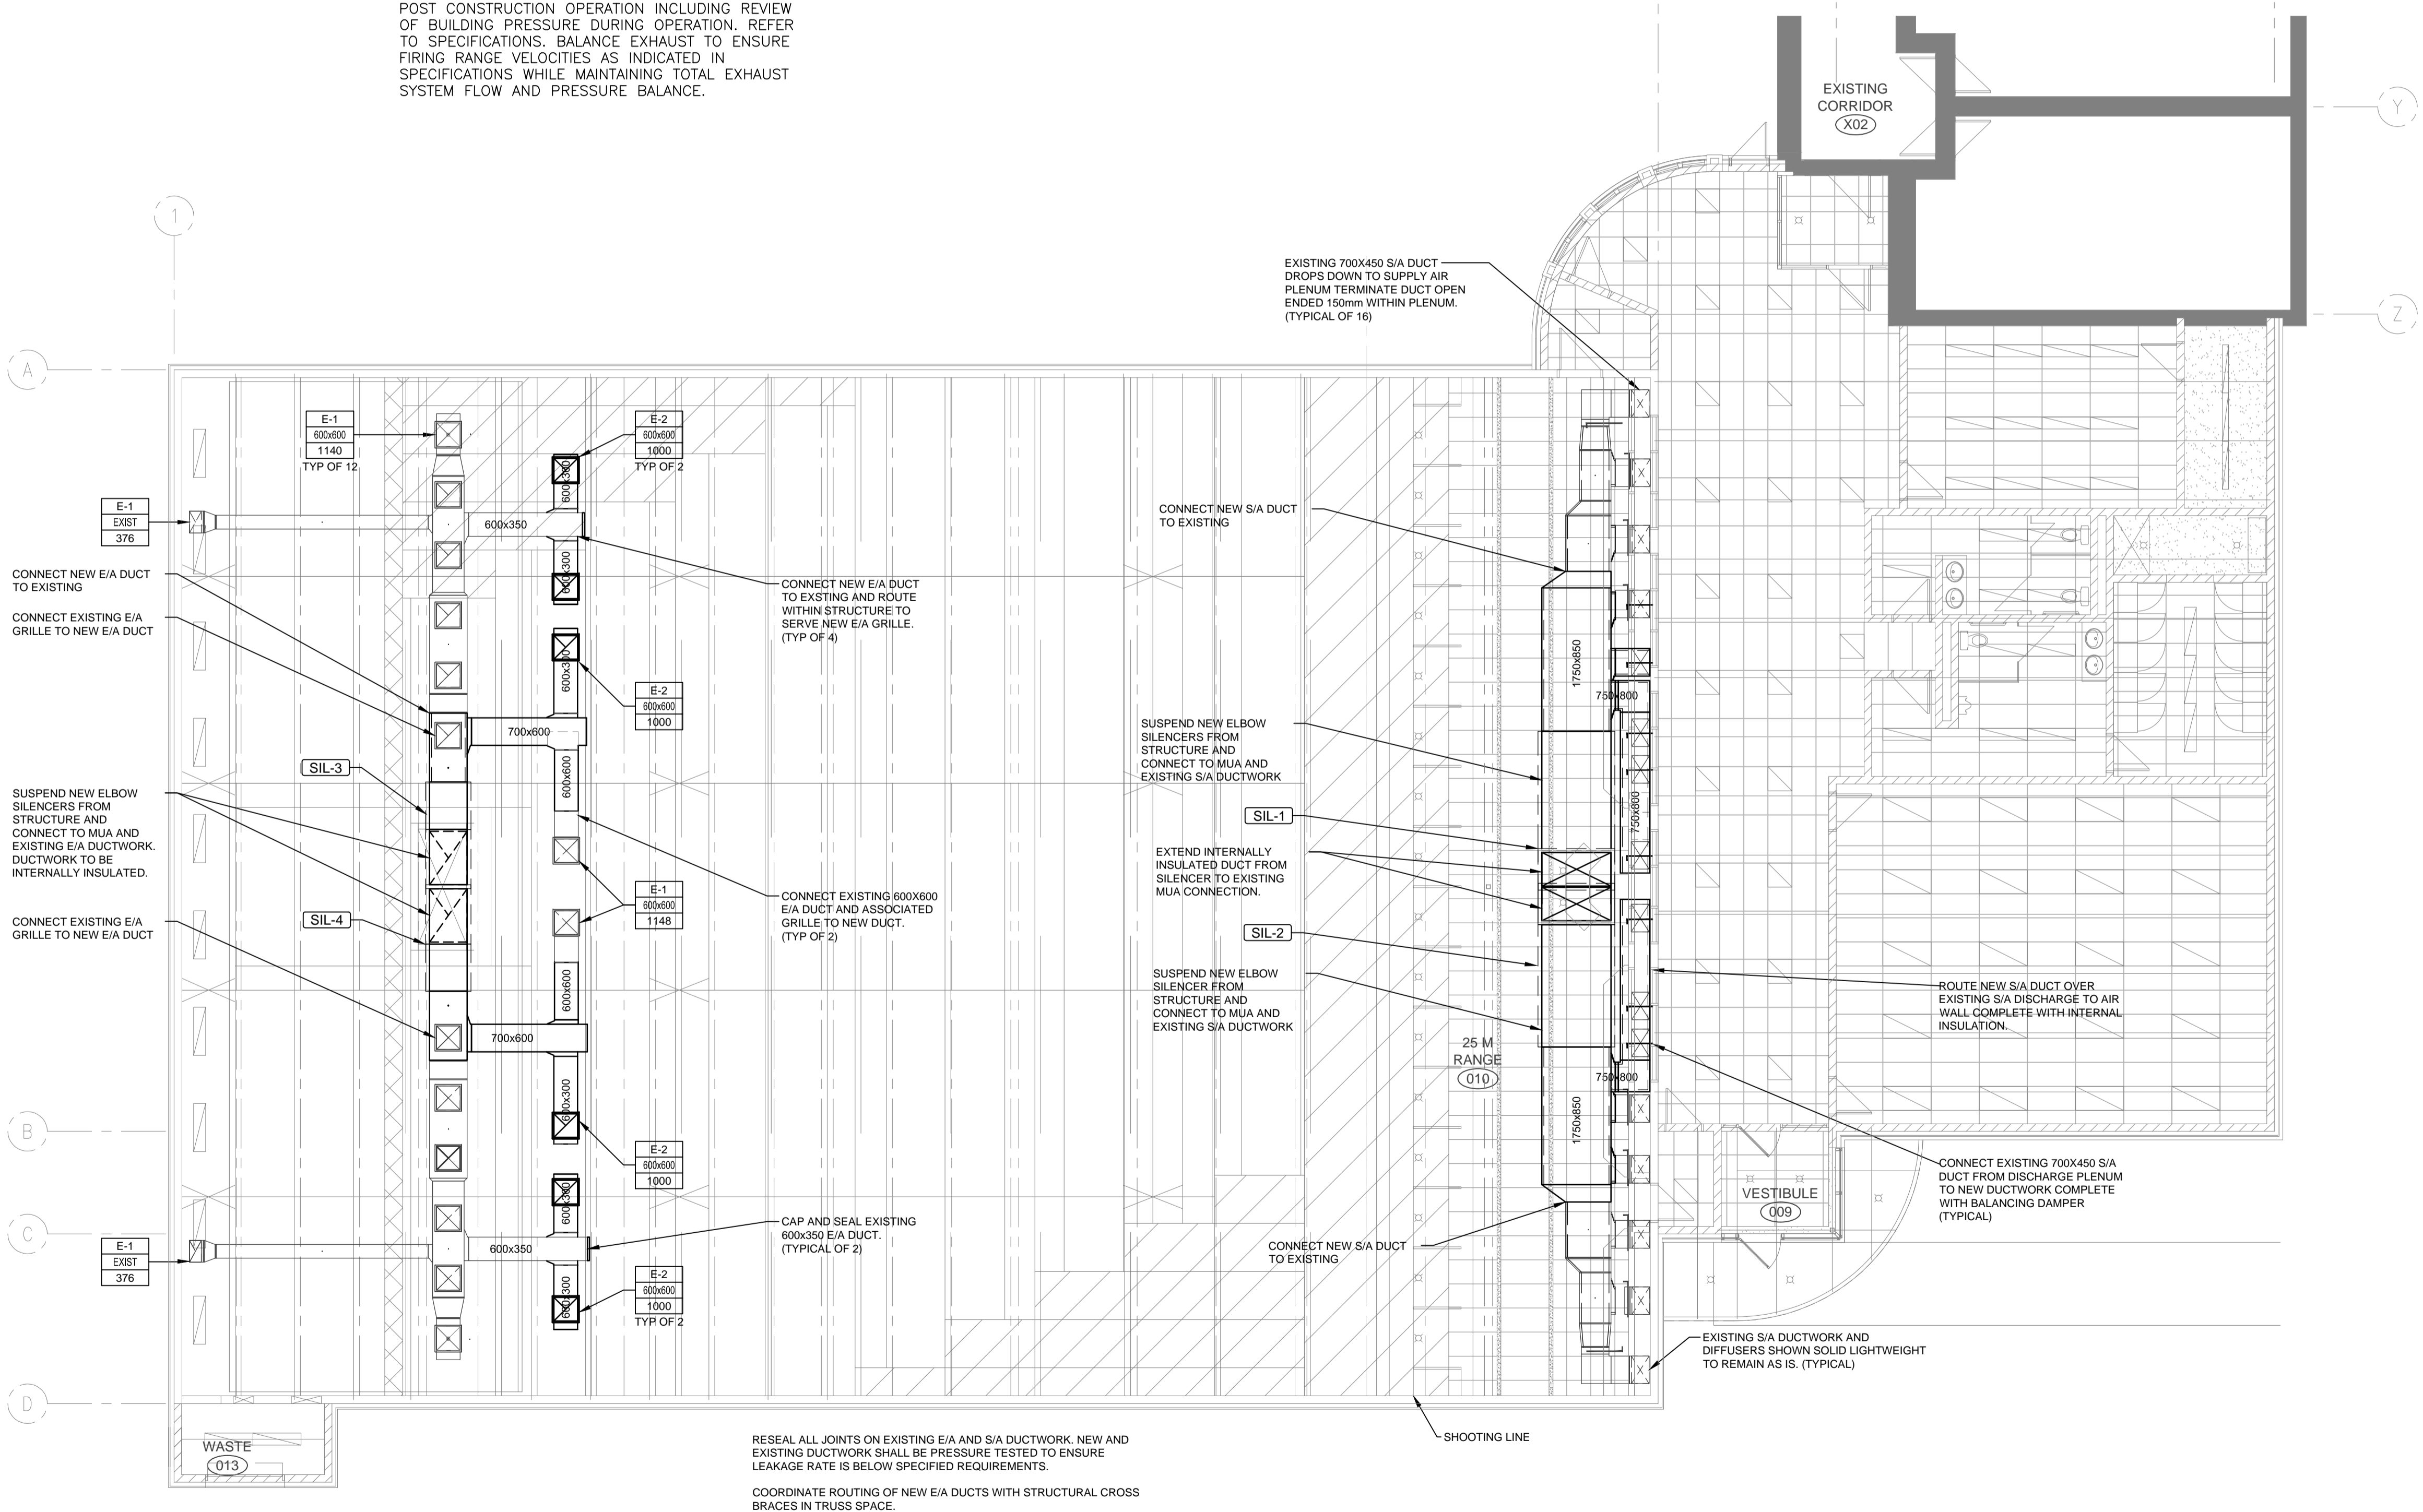 POST CONSTRUCTION OPERATION INCLUDING REVIEW
OF BUILDING PRESSURE DURING OPERATION. REFER
TO SPECIFICATIONS. BALANCE EXHAUST TO ENSURE
FIRING RANGE VELOCITIES AS INDICATED IN
SPECIFICATIONS WHILE MAINTAINING TOTAL EXHAUST
SYSTEM FLOW AND PRESSURE BALANCE.
EXISTING
CORRIDOR
X02
Y
Z
1
A
B
C
D
EXISTING 700X450 S/A DUCT
DROPS DOWN TO SUPPLY AIR
PLENUM TERMINATE DUCT OPEN
ENDED 150mm WITHIN PLENUM.
(TYPICAL OF 16)
E-1
600x600
1140
TYP OF 12
E-2
600x600
1000
TYP OF 2
E-1
EXIST
376
600x300
600x350
600x300
CONNECT NEW E/A DUCT
TO EXISTING
CONNECT EXISTING E/A
GRILLE TO NEW E/A DUCT
CONNECT NEW E/A DUCT
TO EXSTING AND ROUTE
WITHIN STRUCTURE TO
SERVE NEW E/A GRILLE.
(TYP OF 4)
CONNECT NEW S/A DUCT
TO EXISTING
600x300
E-2
600x600
1000
700x600
600x600
SIL-3
SUSPEND NEW ELBOW
SILENCERS FROM
STRUCTURE AND
CONNECT TO MUA AND
EXISTING E/A DUCTWORK.
DUCTWORK TO BE
INTERNALLY INSULATED.
SIL-4
CONNECT EXISTING E/A
GRILLE TO NEW E/A DUCT
E-1
600x600
1148
CONNECT EXISTING 600X600
E/A DUCT AND ASSOCIATED
GRILLE TO NEW DUCT.
(TYP OF 2)
600x600
700x600
600x300
E-2
600x600
1000
600x300
600x350
600x300
CAP AND SEAL EXISTING
600x350 E/A DUCT.
(TYPICAL OF 2)
E-1
EXIST
376
E-2
600x600
1000
TYP OF 2
1750x850
750x800
750x800
SUSPEND NEW ELBOW
SILENCERS FROM
STRUCTURE AND
CONNECT TO MUA AND
EXISTING S/A DUCTWORK
SIL-1
EXTEND INTERNALLY
INSULATED DUCT FROM
SILENCER TO EXISTING
MUA CONNECTION.
SIL-2
SUSPEND NEW ELBOW
SILENCER FROM
STRUCTURE AND
CONNECT TO MUA AND
EXISTING S/A DUCTWORK
25 M
RANGE
010
750x800
1750x850
CONNECT NEW S/A DUCT
TO EXISTING
ROUTE NEW S/A DUCT OVER
EXISTING S/A DISCHARGE TO AIR
WALL COMPLETE WITH INTERNAL
INSULATION.
CONNECT EXISTING 700X450 S/A
DUCT FROM DISCHARGE PLENUM
TO NEW DUCTWORK COMPLETE
WITH BALANCING DAMPER
(TYPICAL)
VESTIBULE
009
EXISTING S/A DUCTWORK AND
DIFFUSERS SHOWN SOLID LIGHTWEIGHT
TO REMAIN AS IS. (TYPICAL)
SHOOTING LINE
WASTE
013
RESEAL ALL JOINTS ON EXISTING E/A AND S/A DUCTWORK. NEW AND
EXISTING DUCTWORK SHALL BE PRESSURE TESTED TO ENSURE
LEAKAGE RATE IS BELOW SPECIFIED REQUIREMENTS.
COORDINATE ROUTING OF NEW E/A DUCTS WITH STRUCTURAL CROSS
BRACES IN TRUSS SPACE.